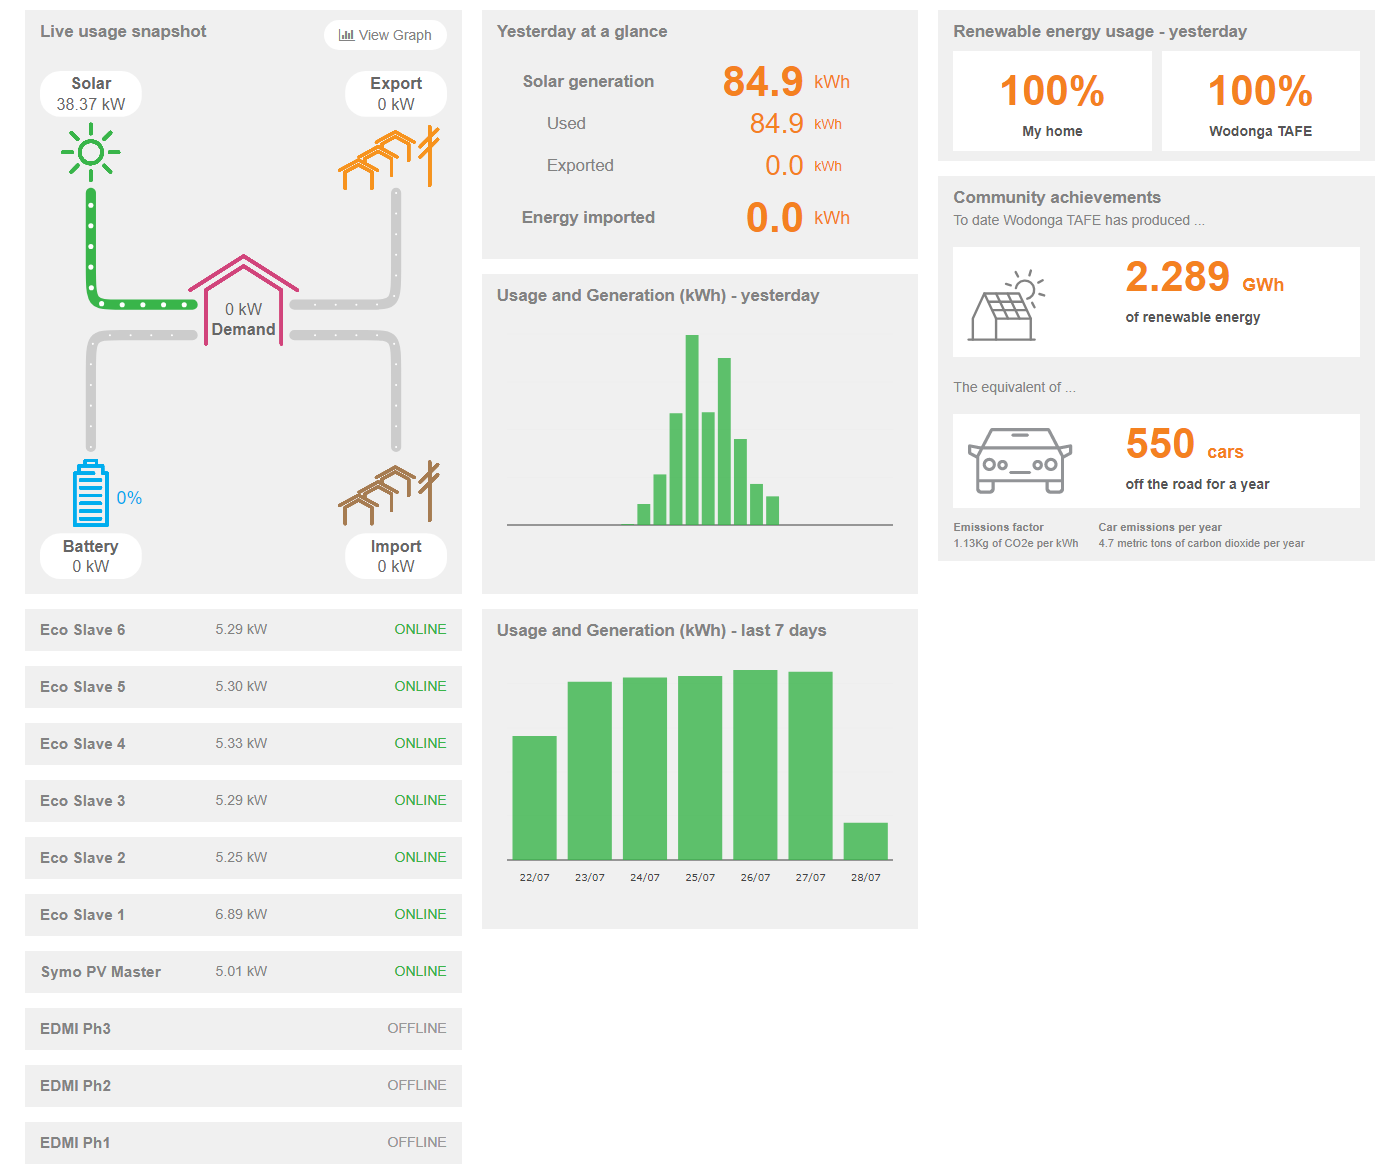 Live usage snapshot
View Graph
Solar
38.37 kW
Export
0 kW
0 kW
Demand
0%
Battery
0 kW
Import
0 kW
Eco Slave 6 5.29 kW ONLINE
Eco Slave 5 5.30 kW ONLINE
Eco Slave 4 5.33 kW ONLINE
Eco Slave 3 5.29 kW ONLINE
Eco Slave 2 5.25 kW ONLINE
Eco Slave 1 6.89 kW ONLINE
Symo PV Master 5.01 kW ONLINE
EDMI Ph3 OFFLINE
EDMI Ph2 OFFLINE
EDMI Ph1 OFFLINE
Yesterday at a glance
Solar generation 84.9 kWh
Used 84.9 kWh
Exported 0.0 kWh
Energy imported 0.0 kWh
Usage and Generation (kWh) - yesterday
Usage and Generation (kWh) - last 7 days
22/07 23/07 24/07 25/07 26/07 27/07 28/07
Renewable energy usage - yesterday
100%
My home
100%
Wodonga TAFE
Community achievements
To date Wodonga TAFE has produced ...
2.289 GWh
of renewable energy
The equivalent of ...
550 cars
off the road for a year
Emissions factor
1.13Kg of CO2e per kWh
Car emissions per year
4.7 metric tons of carbon dioxide per year